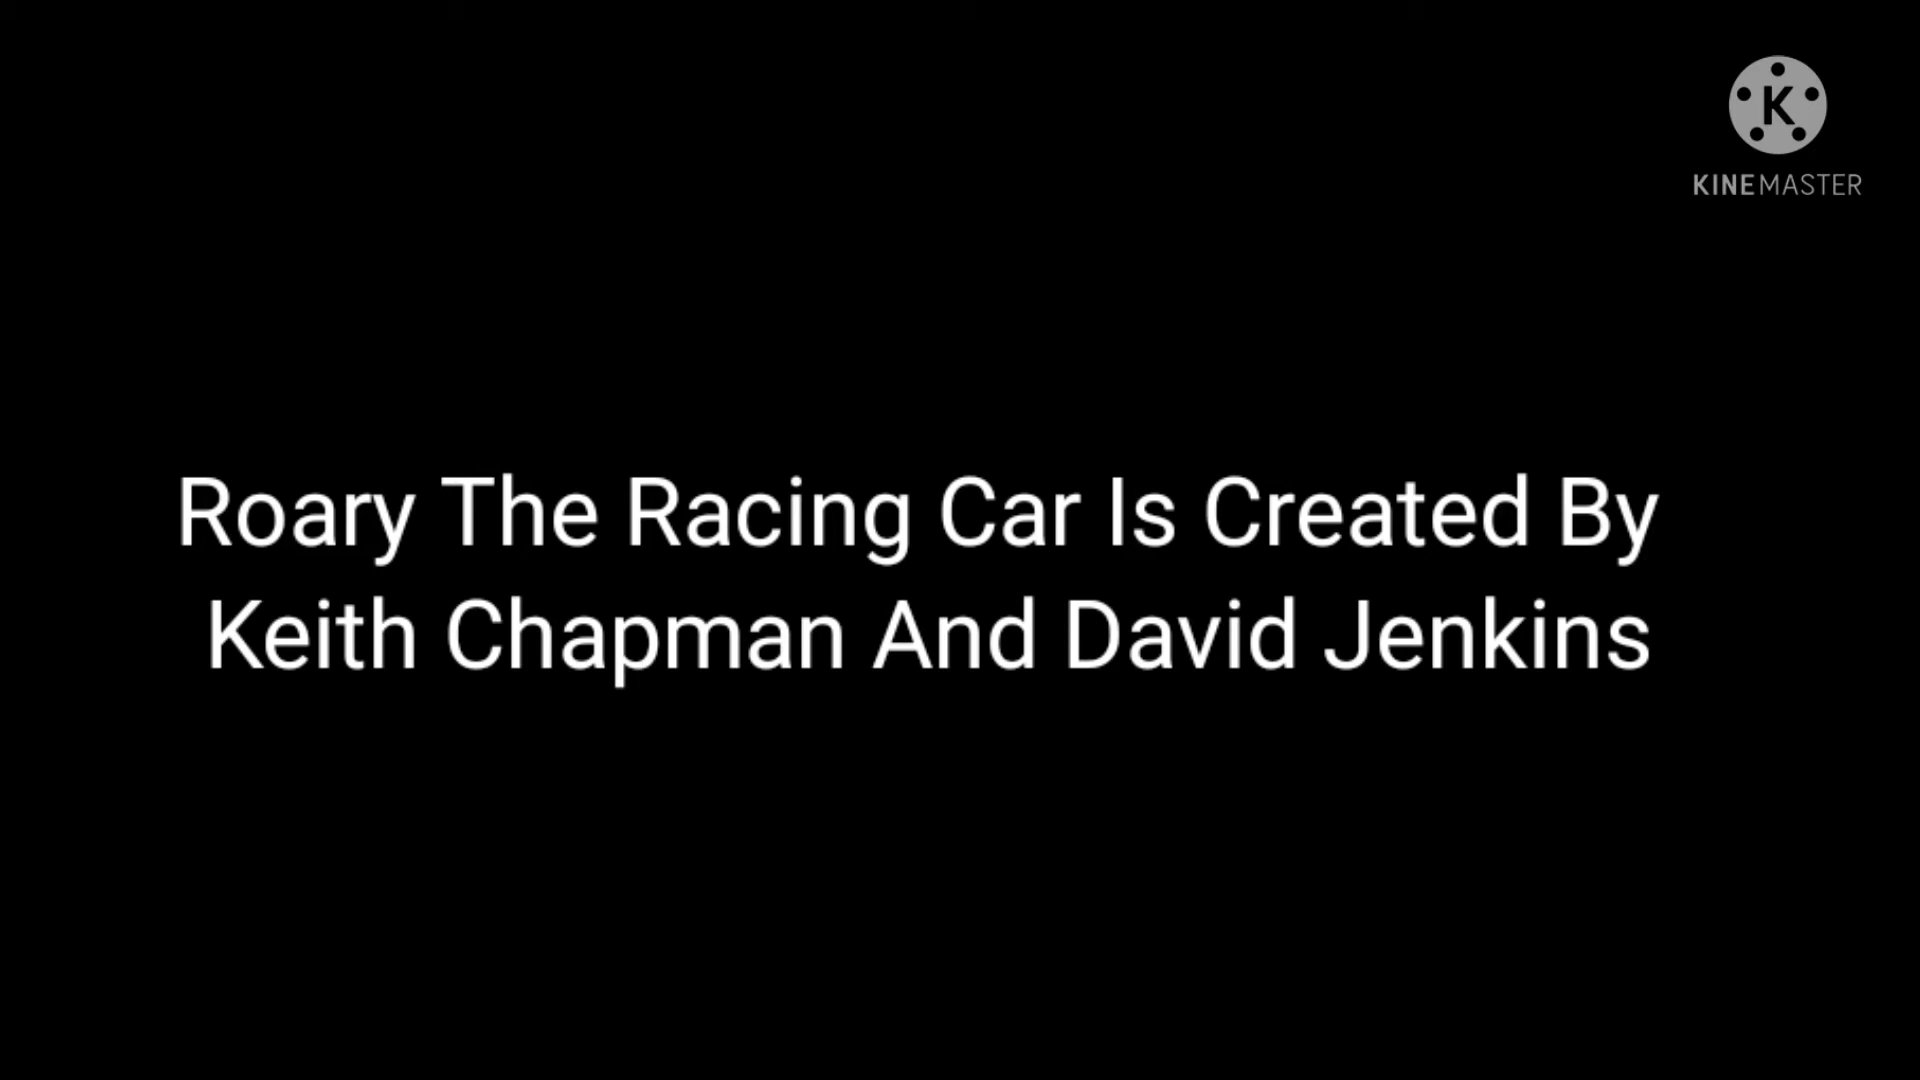 K
KINEMASTER
Roary The Racing Car Is Created By
Keith Chapman And David Jenkins